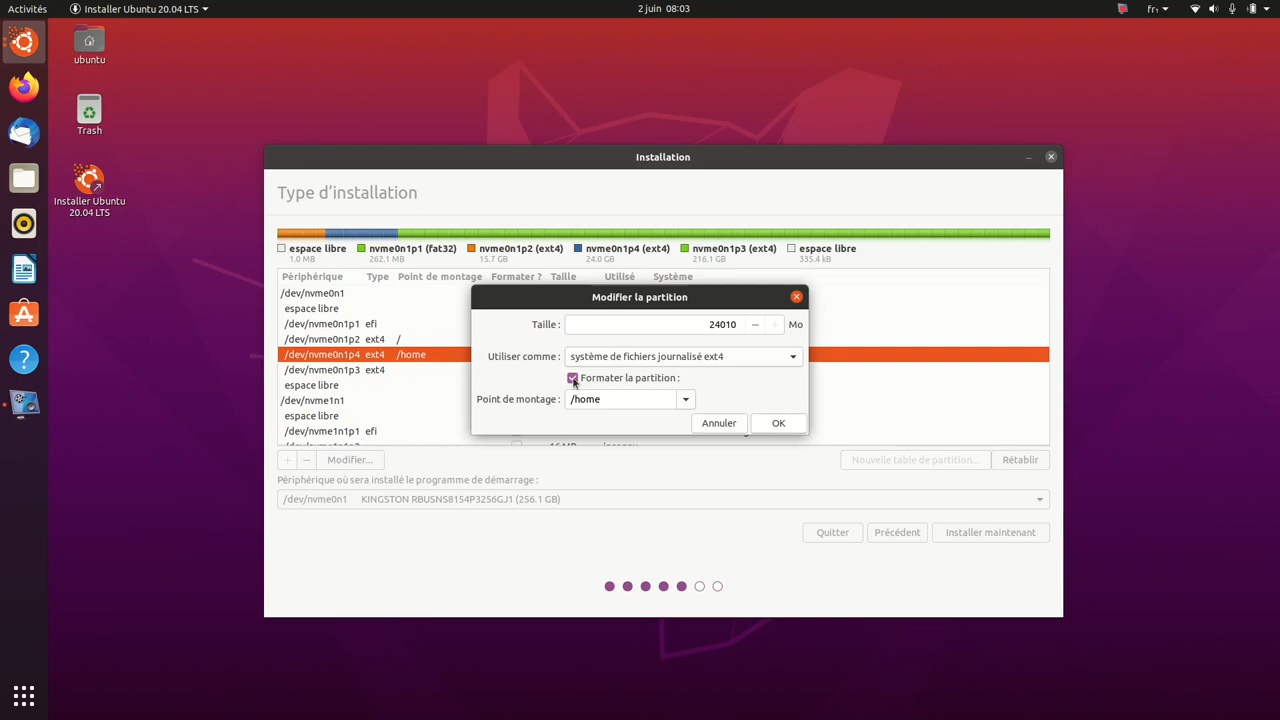 Activités Installer Ubuntu 20.04 LTS 2 juin 08:03 fr₁
ubuntu
Trash
Installer Ubuntu
20.04 LTS
Installation
Type d’installation
espace libre nvme0n1p1 (fat32) nvme0n1p2 (ext4) nvme0n1p4 (ext4) nvme0n1p3 (ext4) espace libre
1.0 MB 262.1 MB 15.7 GB 24.0 GB 216.1 GB 335.4 kB
Périphérique Type Point de montage Formater ? Taille Utilisé Système
/dev/nvme0n1
espace libre
/dev/nvme0n1p1 efi
/dev/nvme0n1p2 ext4 /
/dev/nvme0n1p4 ext4 /home
/dev/nvme0n1p3 ext4
espace libre
/dev/nvme1n1
espace libre
/dev/nvme1n1p1 efi
Modifier la partition
Taille : 24010 Mo
Utiliser comme : système de fichiers journalisé ext4
Formater la partition :
Point de montage : /home
Annuler OK
+ − Modifier... Nouvelle table de partition... Rétablir
Périphérique où sera installé le programme de démarrage :
/dev/nvme0n1 KINGSTON RBUSNS8154P3256GJ1 (256.1 GB)
Quitter Précédent Installer maintenant